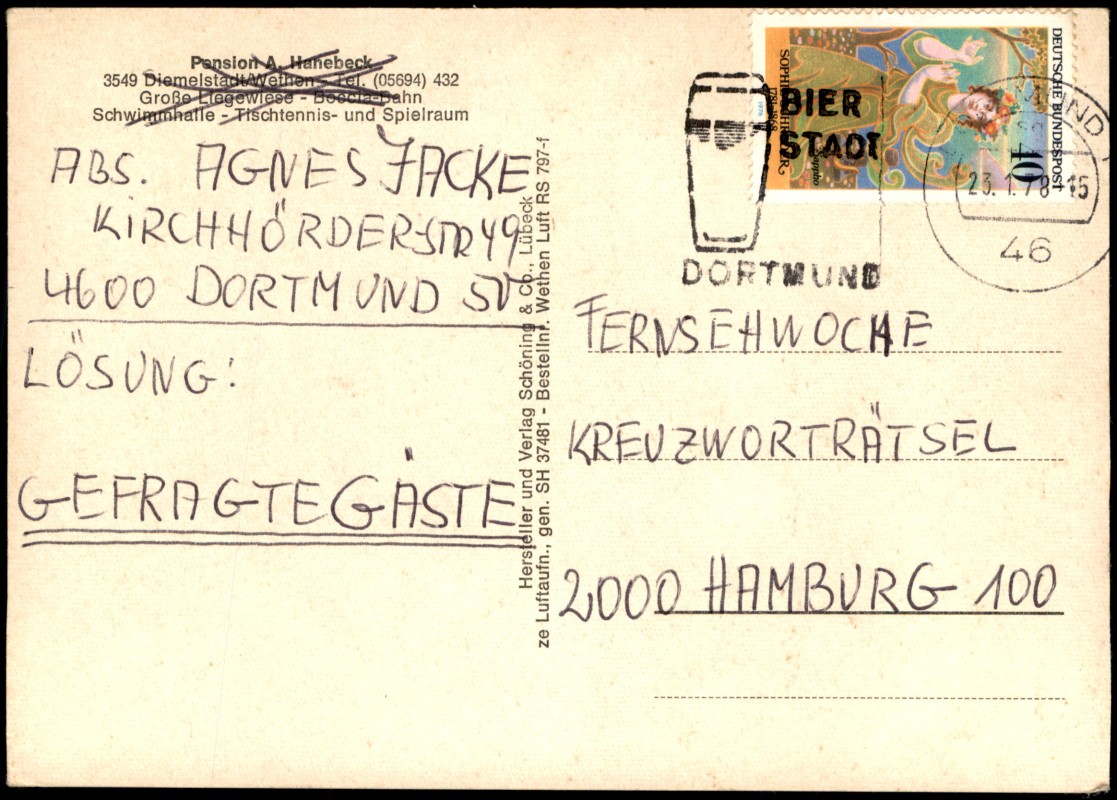 Pension A. Hanebeck
3549 Diemelstadt/Wethen - Tel. (05694) 432
Große Liegewiese - Boccia-Bahn
Schwimmhalle - Tischtennis- und Spielraum
ABS. AGNES JACKE
KIRCHHÖRDERSTR 49
4600 DORTMUND 50
LÖSUNG:
GEFRAGTE GÄSTE
Hersteller und Verlag Schöning & Co., Lübeck
ze Luftaufn., gen. SH 37481 - Bestellnr. Wethen Luft RS 797-f
BIER
STADT
DORTMUND
DEUTSCHE BUNDESPOST
40
23.1.78-15
46
FERNSEHWOCHE
KREUZWORTRÄTSEL
2000 HAMBURG 100